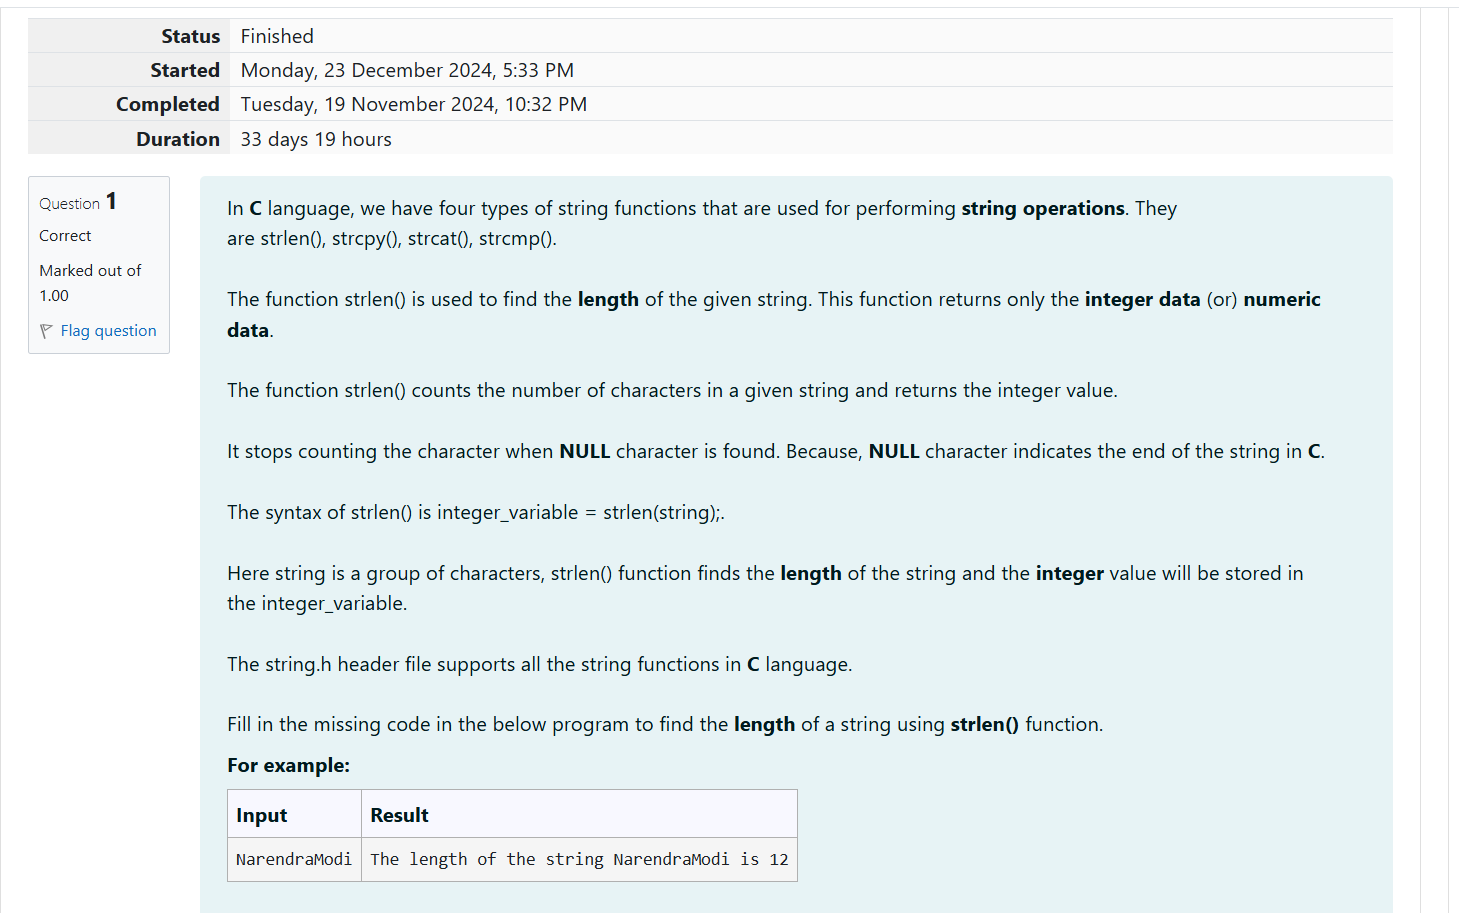 Status Finished
Started Monday, 23 December 2024, 5:33 PM
Completed Tuesday, 19 November 2024, 10:32 PM
Duration 33 days 19 hours
Question 1
Correct
Marked out of
1.00
Flag question
In C language, we have four types of string functions that are used for performing string operations. They
are strlen(), strcpy(), strcat(), strcmp().
The function strlen() is used to find the length of the given string. This function returns only the integer data (or) numeric
data.
The function strlen() counts the number of characters in a given string and returns the integer value.
It stops counting the character when NULL character is found. Because, NULL character indicates the end of the string in C.
The syntax of strlen() is integer_variable = strlen(string);.
Here string is a group of characters, strlen() function finds the length of the string and the integer value will be stored in
the integer_variable.
The string.h header file supports all the string functions in C language.
Fill in the missing code in the below program to find the length of a string using strlen() function.
For example:
Input Result
NarendraModi The length of the string NarendraModi is 12